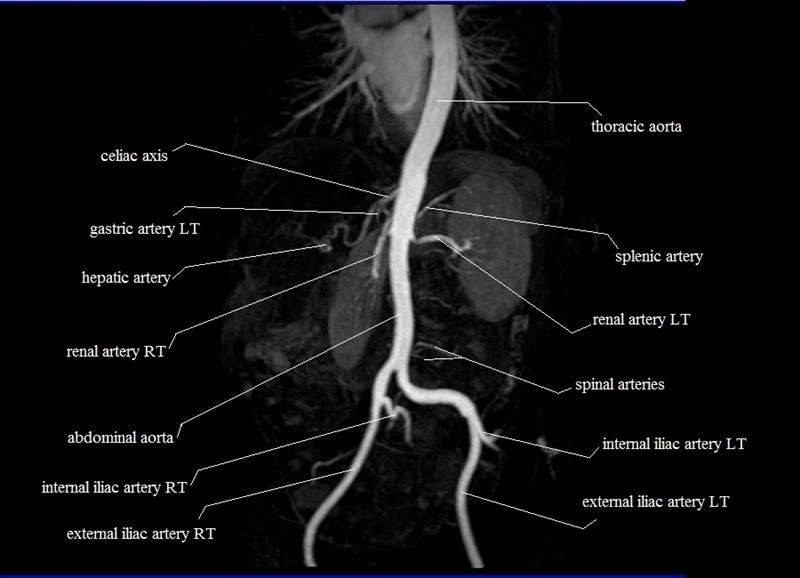 thoracic aorta
celiac axis
gastric artery LT
splenic artery
hepatic artery
renal artery LT
renal artery RT
spinal arteries
abdominal aorta
internal iliac artery LT
internal iliac artery RT
external iliac artery LT
external iliac artery RT